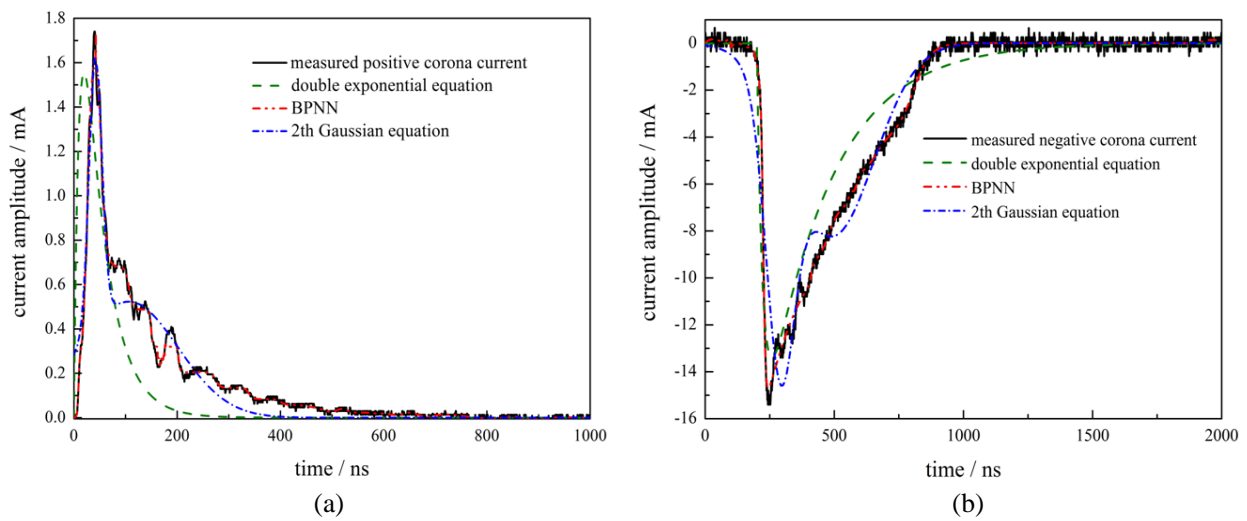 1.8
1.6
1.4
1.2
1.0
0.8
0.6
0.4
0.2
0.0
current amplitude / mA
measured positive corona current
double exponential equation
BPNN
2th Gaussian equation
0 200 400 600 800 1000
time / ns
(a)
0
-2
-4
-6
-8
-10
-12
-14
-16
current amplitude / mA
measured negative corona current
double exponential equation
BPNN
2th Gaussian equation
0 500 1000 1500 2000
time / ns
(b)